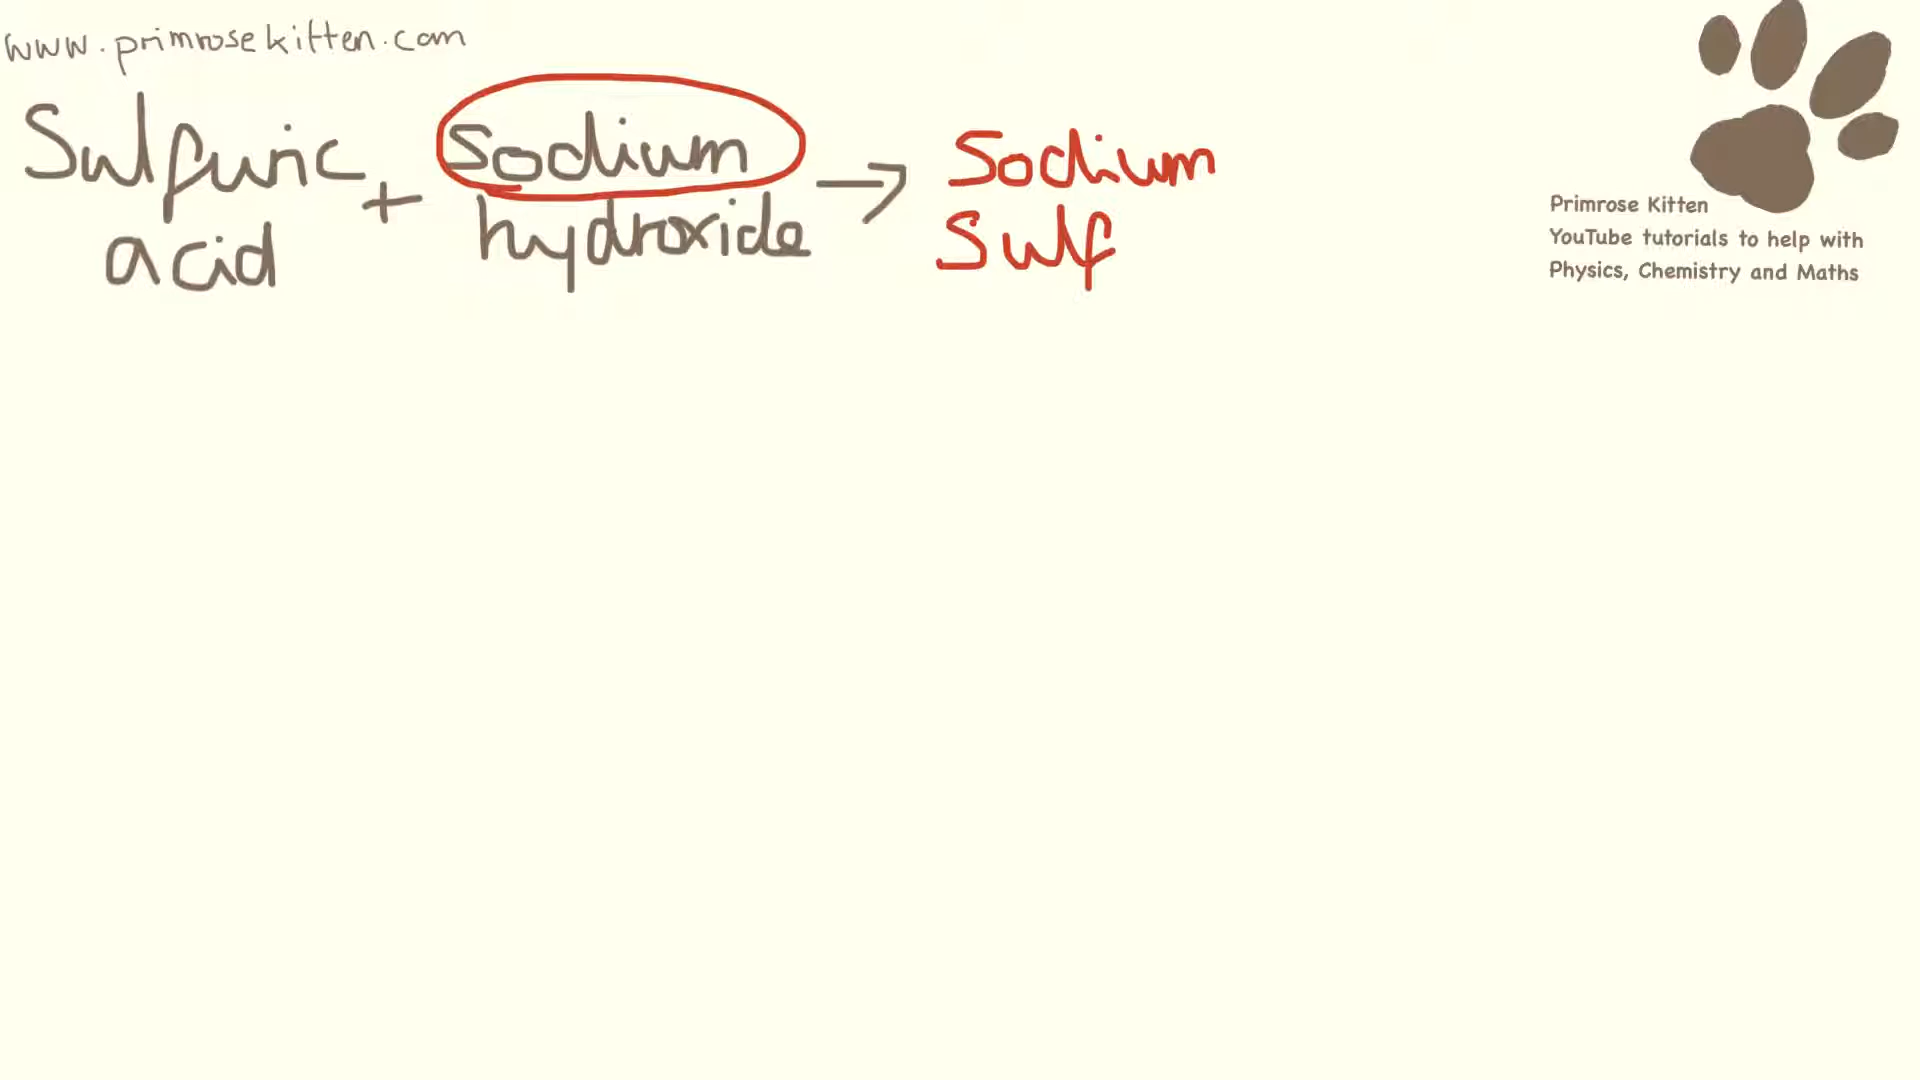 www.primrosekitten.com
Sulfuric + Sodium → Sodium
acid hydroxide Sulf
Primrose Kitten
YouTube tutorials to help with
Physics, Chemistry and Maths